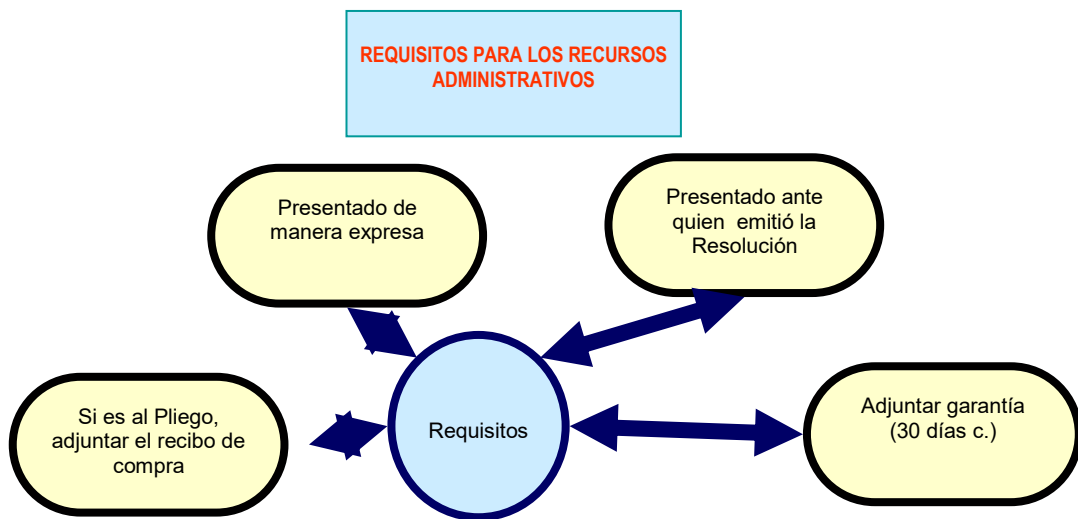 REQUISITOS PARA LOS RECURSOS
ADMINISTRATIVOS
Presentado de
manera expresa
Presentado ante
quien emitió la
Resolución
Si es al Pliego,
adjuntar el recibo de
compra
Requisitos
Adjuntar garantía
(30 días c.)